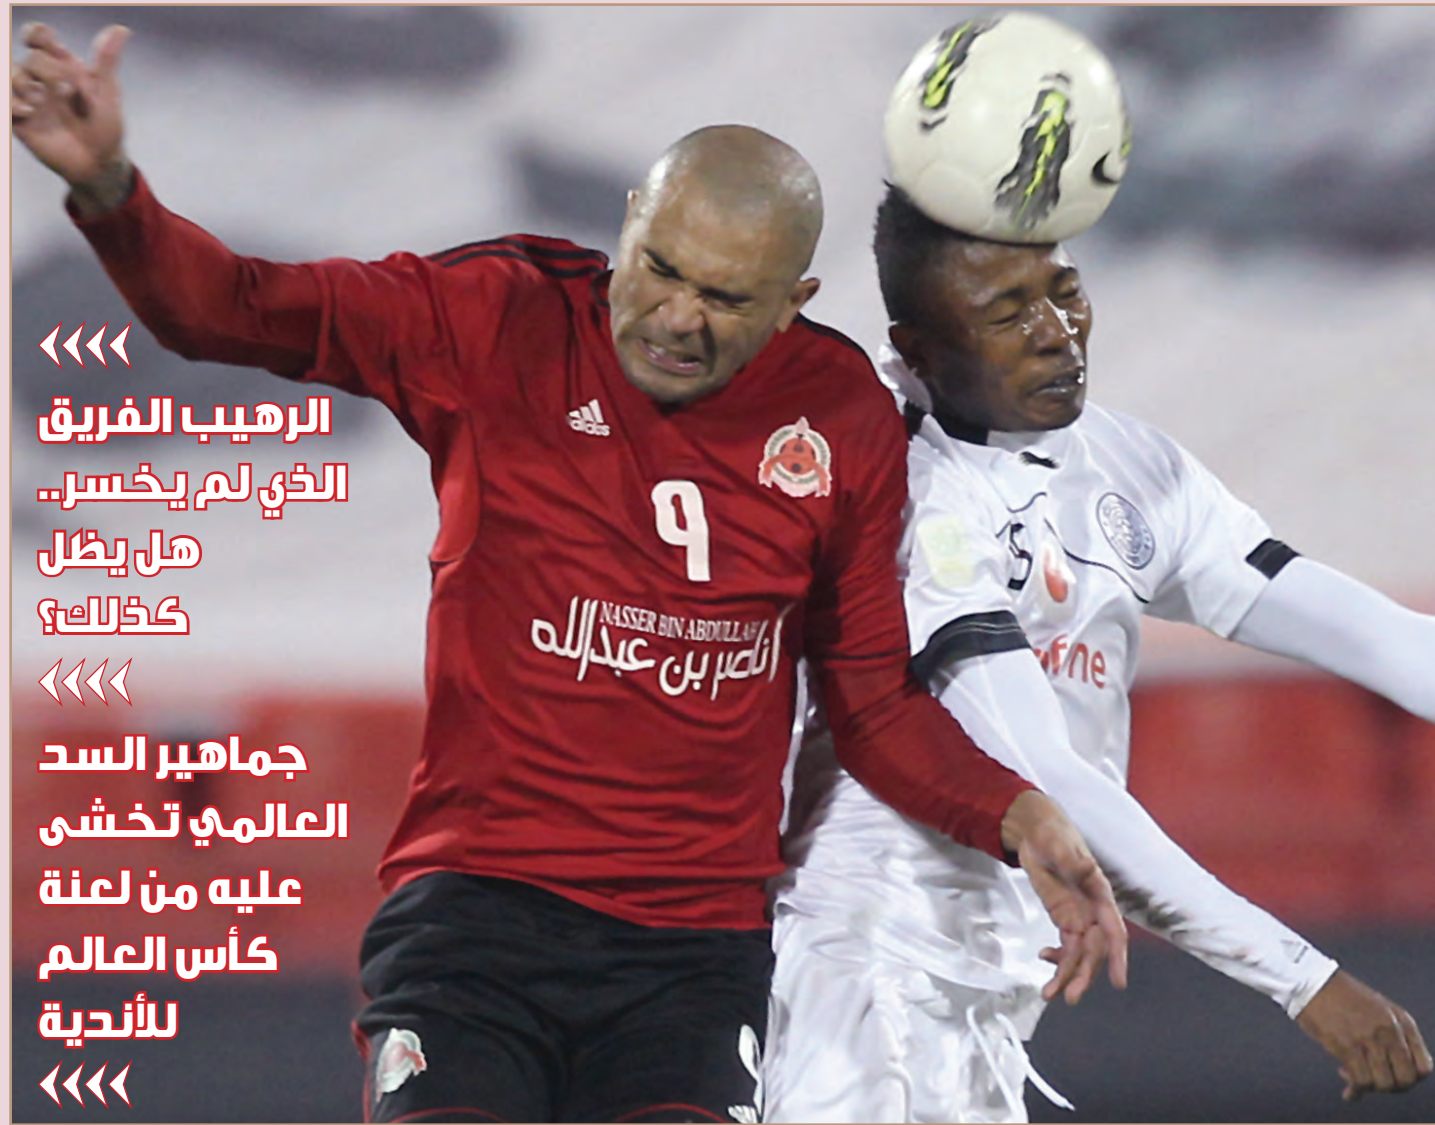 الرهيب الفريق
الذي لم يخسر..
هل يظل
كذلك؟
جماهير السد
العالمي تخشى
عليه من لعنة
كأس العالم
للأندية
adidas
9
NASSER BIN ABDULLAH
ناصر بن عبدالله
5